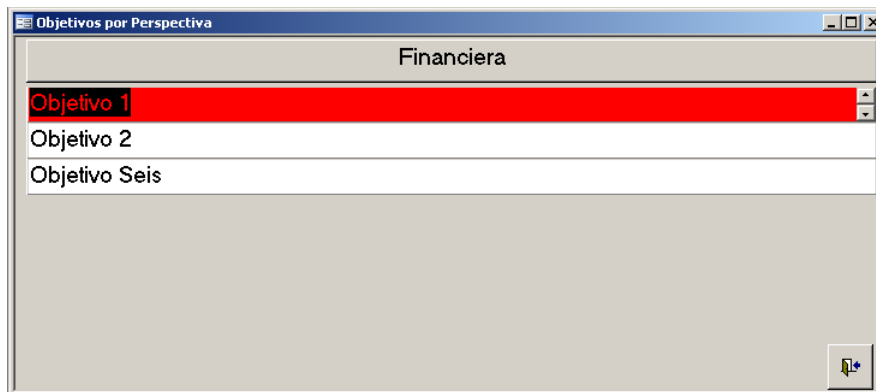 Objetivos por Perspectiva
Financiera
Objetivo 1
Objetivo 2
Objetivo Seis